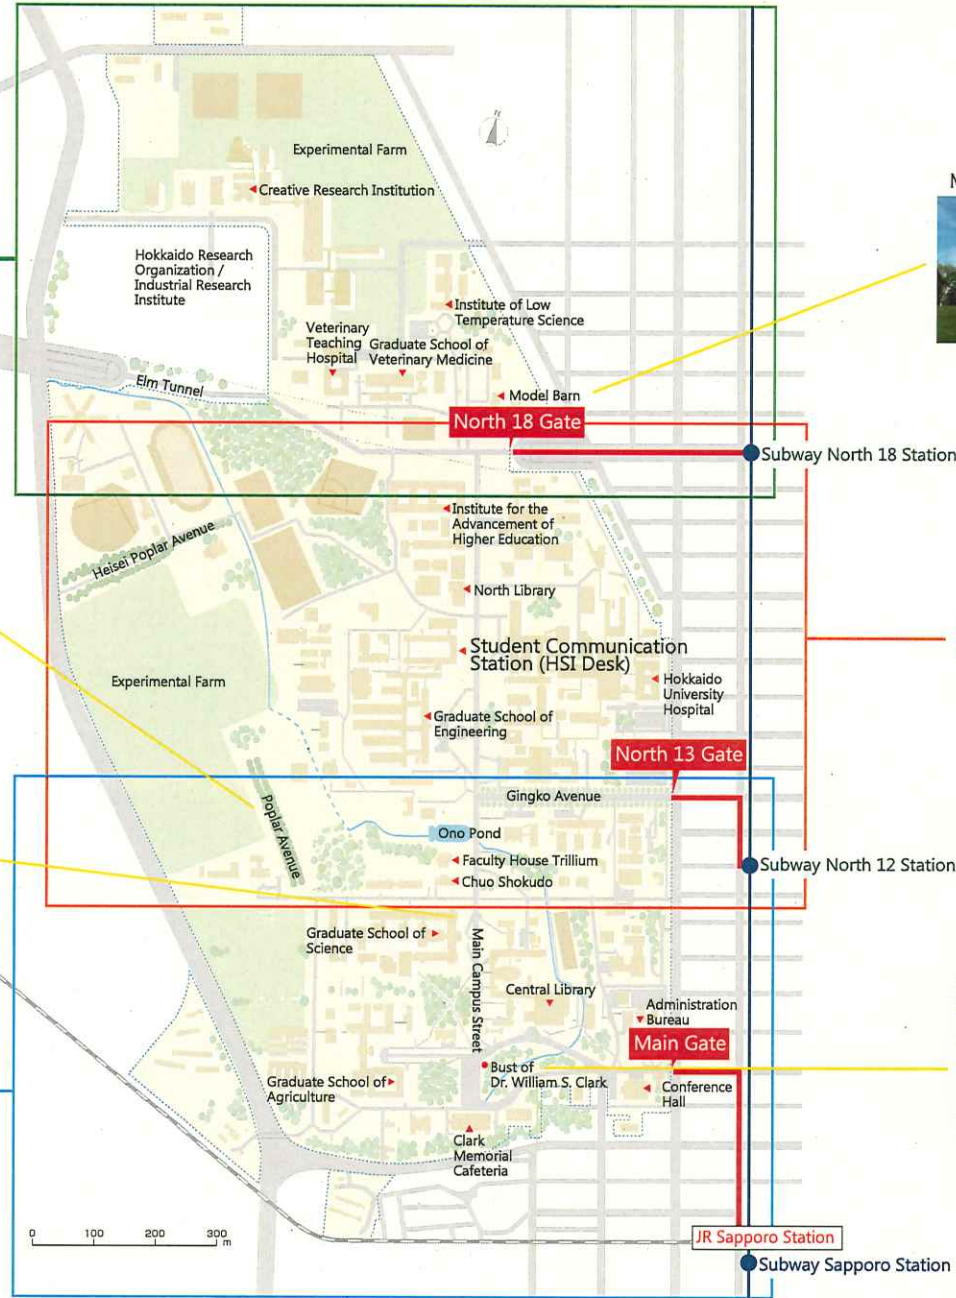 N
Experimental Farm
Creative Research Institution
Hokkaido Research
Organization /
Industrial Research
Institute
Institute of Low
Temperature Science
Veterinary
Teaching
Hospital
Graduate School of
Veterinary Medicine
Elm Tunnel
Model Barn
North 18 Gate
Subway North 18 Station
Institute for the
Advancement of
Higher Education
Heisei Poplar Avenue
North Library
Student Communication
Station (HSI Desk)
Experimental Farm
Hokkaido
University
Hospital
Graduate School of
Engineering
North 13 Gate
Gingko Avenue
Poplar Avenue
Ono Pond
Faculty House Trillium
Subway North 12 Station
Chuo Shokudo
Graduate School of
Science
Main Campus Street
Central Library
Administration
Bureau
Main Gate
Bust of
Dr. William S. Clark
Graduate School of
Agriculture
Conference
Hall
Clark
Memorial
Cafeteria
0 100 200 300
m
JR Sapporo Station
Subway Sapporo Station